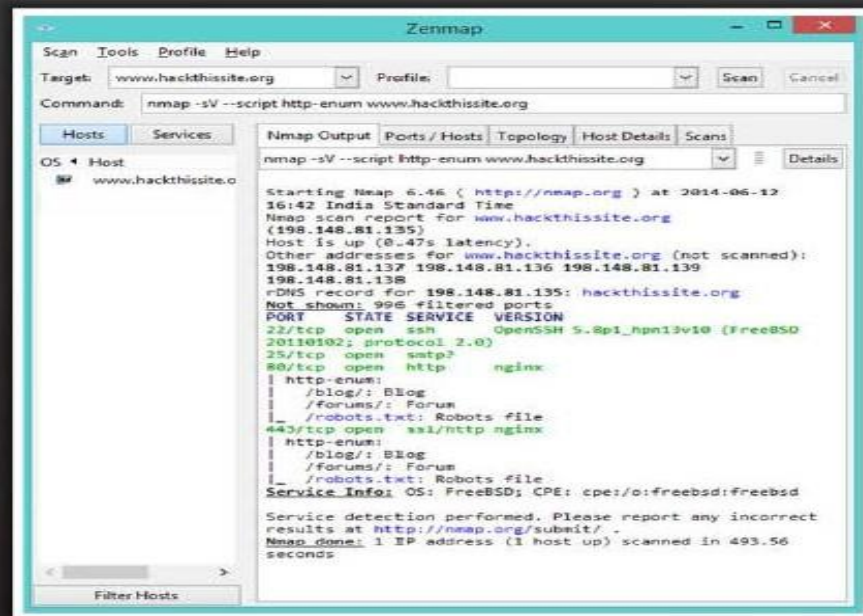 Zenmap
Scan Tools Profile Help
Target: www.hackthissite.org Profile: Scan Cancel
Command: nmap -sV --script http-enum www.hackthissite.org
Hosts Services
Nmap Output Ports / Hosts Topology Host Details Scans
OS Host
www.hackthissite.o
nmap -sV --script http-enum www.hackthissite.org Details
Starting Nmap 6.46 ( http://nmap.org ) at 2014-06-12
16:42 India Standard Time
Nmap scan report for www.hackthissite.org
(198.148.81.135)
Host is up (0.47s latency).
Other addresses for www.hackthissite.org (not scanned):
198.148.81.137 198.148.81.136 198.148.81.139
198.148.81.138
rDNS record for 198.148.81.135: hackthissite.org
Not shown: 996 filtered ports
PORT STATE SERVICE VERSION
22/tcp open ssh OpenSSH 5.8p1_hpn13v10 (FreeBSD
20110102; protocol 2.0)
25/tcp open smtp?
80/tcp open http nginx
| http-enum:
| /blog/: Blog
| /forums/: Forum
|_ /robots.txt: Robots file
443/tcp open ssl/http nginx
| http-enum:
| /blog/: Blog
| /forums/: Forum
|_ /robots.txt: Robots file
Service Info: OS: FreeBSD; CPE: cpe:/o:freebsd:freebsd
Service detection performed. Please report any incorrect
results at http://nmap.org/submit/ .
Nmap done: 1 IP address (1 host up) scanned in 493.56
seconds
Filter Hosts